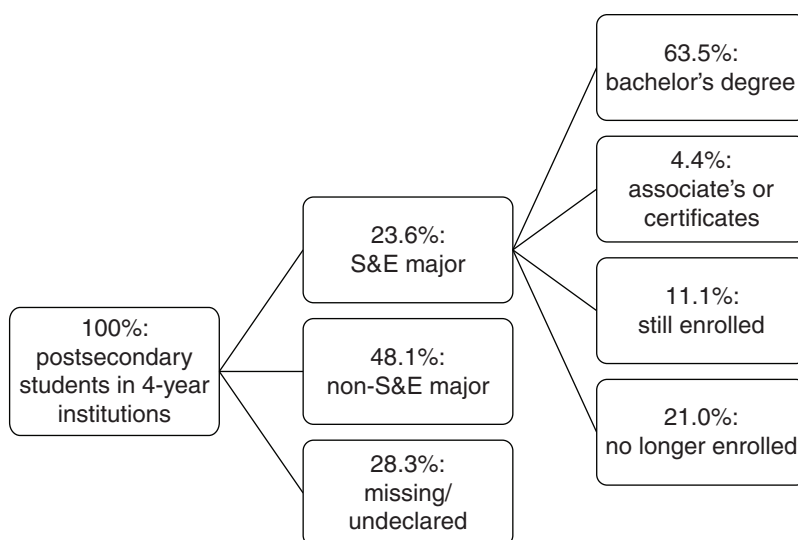 100%:
postsecondary
students in 4-year
institutions
23.6%:
S&E major
48.1%:
non-S&E major
28.3%:
missing/
undeclared
63.5%:
bachelor’s degree
4.4%:
associate’s or
certificates
11.1%:
still enrolled
21.0%:
no longer enrolled